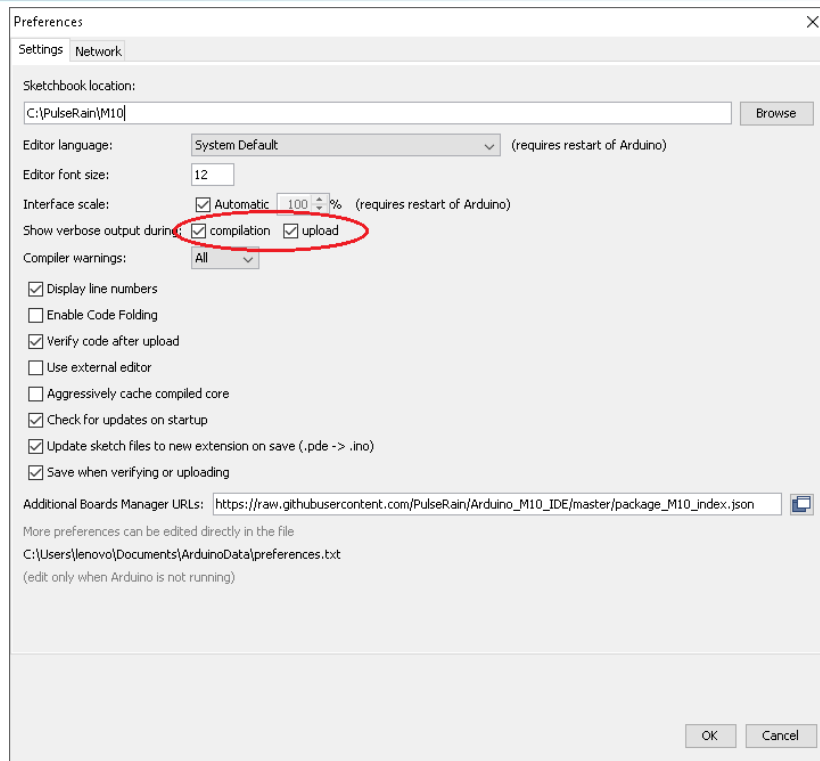 Preferences
Settings Network
Sketchbook location:
C:\PulseRain\M10 Browse
Editor language: System Default (requires restart of Arduino)
Editor font size: 12
Interface scale: Automatic 100 % (requires restart of Arduino)
Show verbose output during: compilation upload
Compiler warnings: All
Display line numbers
Enable Code Folding
Verify code after upload
Use external editor
Aggressively cache compiled core
Check for updates on startup
Update sketch files to new extension on save (.pde -> .ino)
Save when verifying or uploading
Additional Boards Manager URLs: https://raw.githubusercontent.com/PulseRain/Arduino_M10_IDE/master/package_M10_index.json
More preferences can be edited directly in the file
C:\Users\lenovo\Documents\ArduinoData\preferences.txt
(edit only when Arduino is not running)
OK Cancel